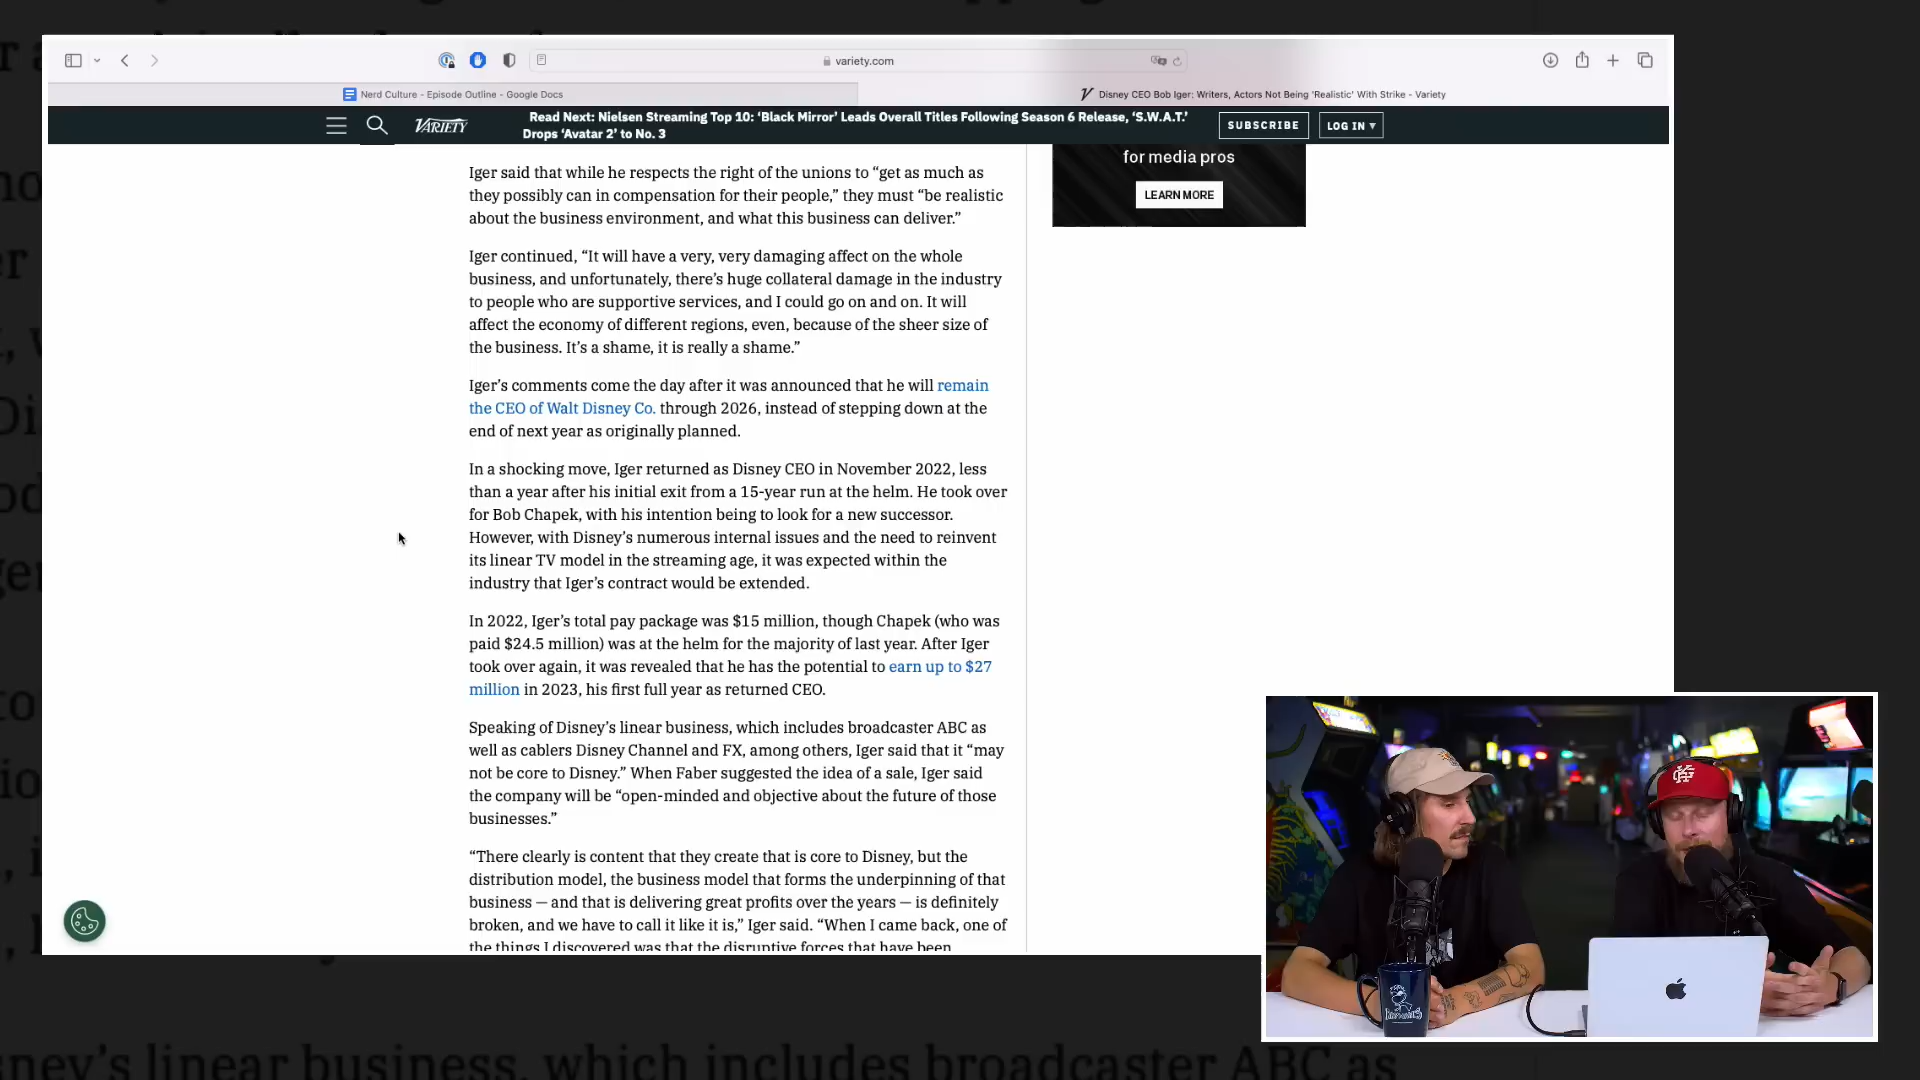 variety.com
Nerd Culture - Episode Outline - Google Docs
Disney CEO Bob Iger: Writers, Actors Not Being 'Realistic' With Strike - Variety
VARIETY
Read Next: Nielsen Streaming Top 10: ‘Black Mirror’ Leads Overall Titles Following Season 6 Release, ‘S.W.A.T.’
Drops ‘Avatar 2’ to No. 3
SUBSCRIBE
LOG IN
for media pros
LEARN MORE
Iger said that while he respects the right of the unions to “get as much as
they possibly can in compensation for their people,” they must “be realistic
about the business environment, and what this business can deliver.”
Iger continued, “It will have a very, very damaging affect on the whole
business, and unfortunately, there’s huge collateral damage in the industry
to people who are supportive services, and I could go on and on. It will
affect the economy of different regions, even, because of the sheer size of
the business. It’s a shame, it is really a shame.”
Iger’s comments come the day after it was announced that he will remain
the CEO of Walt Disney Co. through 2026, instead of stepping down at the
end of next year as originally planned.
In a shocking move, Iger returned as Disney CEO in November 2022, less
than a year after his initial exit from a 15-year run at the helm. He took over
for Bob Chapek, with his intention being to look for a new successor.
However, with Disney’s numerous internal issues and the need to reinvent
its linear TV model in the streaming age, it was expected within the
industry that Iger’s contract would be extended.
In 2022, Iger’s total pay package was $15 million, though Chapek (who was
paid $24.5 million) was at the helm for the majority of last year. After Iger
took over again, it was revealed that he has the potential to earn up to $27
million in 2023, his first full year as returned CEO.
Speaking of Disney’s linear business, which includes broadcaster ABC as
well as cablers Disney Channel and FX, among others, Iger said that it “may
not be core to Disney.” When Faber suggested the idea of a sale, Iger said
the company will be “open-minded and objective about the future of those
businesses.”
“There clearly is content that they create that is core to Disney, but the
distribution model, the business model that forms the underpinning of that
business — and that is delivering great profits over the years — is definitely
broken, and we have to call it like it is,” Iger said. “When I came back, one of
the things I discovered was that the disruptive forces that have been
sney’s linear business, which includes broadcaster ABC as